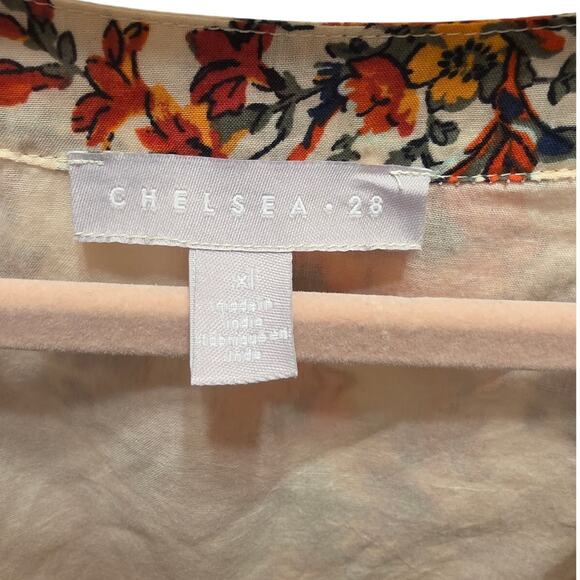 CHELSEA · 28
xl
made in
india
fabriqué en
inde